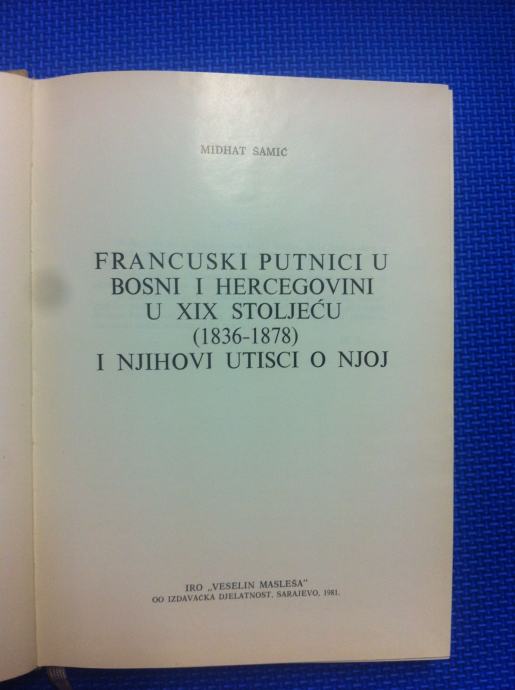 MIDHAT ŠAMIĆ
FRANCUSKI PUTNICI U
BOSNI I HERCEGOVINI
U XIX STOLJEĆU
(1836-1878)
I NJIHOVI UTISCI O NJOJ
IRO „VESELIN MASLEŠA”
OO IZDAVAČKA DJELATNOST, SARAJEVO, 1981.